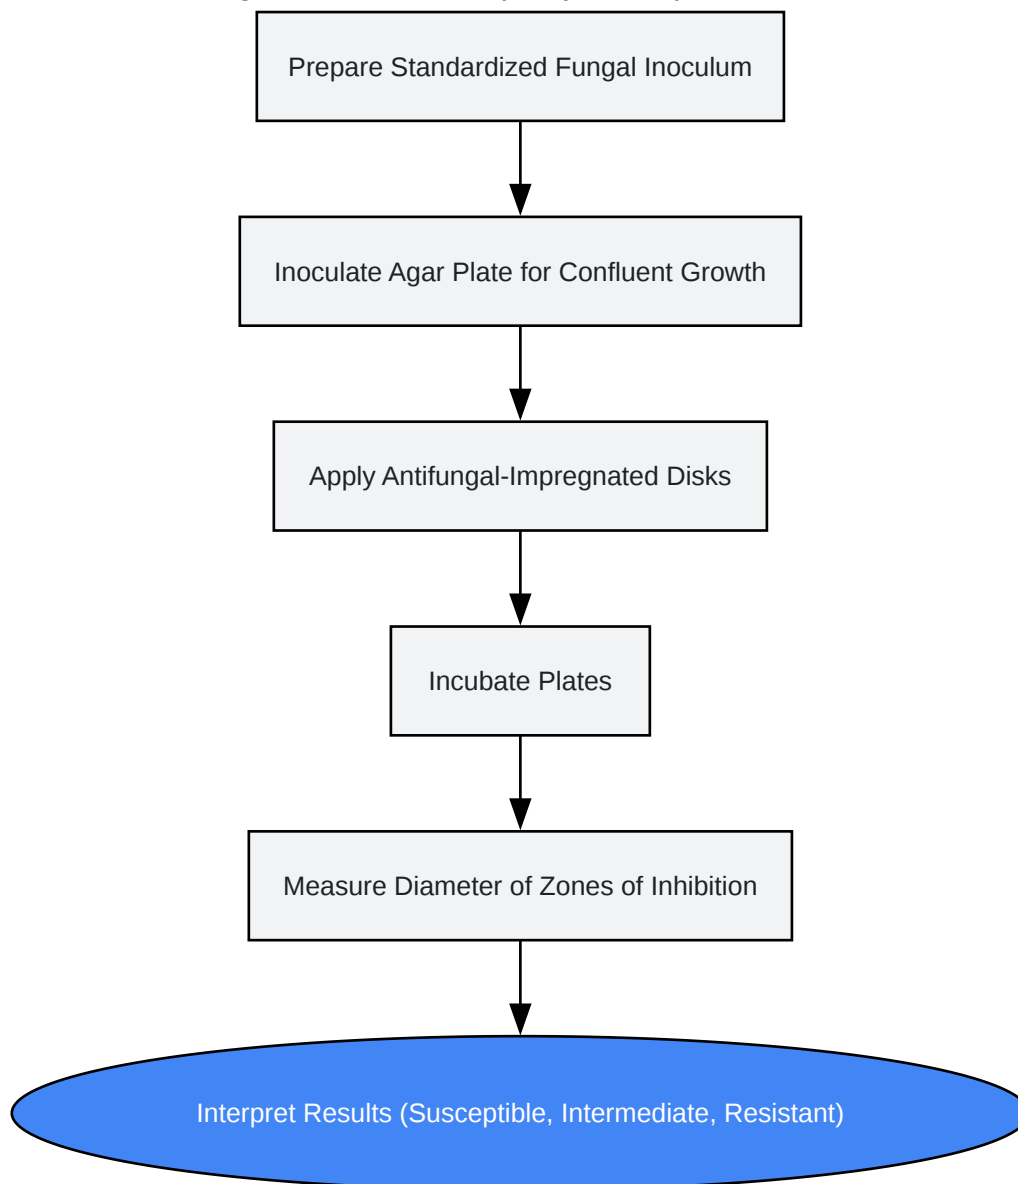 Prepare Standardized Fungal Inoculum
Inoculate Agar Plate for Confluent Growth
Apply Antifungal-Impregnated Disks
Incubate Plates
Measure Diameter of Zones of Inhibition
Interpret Results (Susceptible, Intermediate, Resistant)